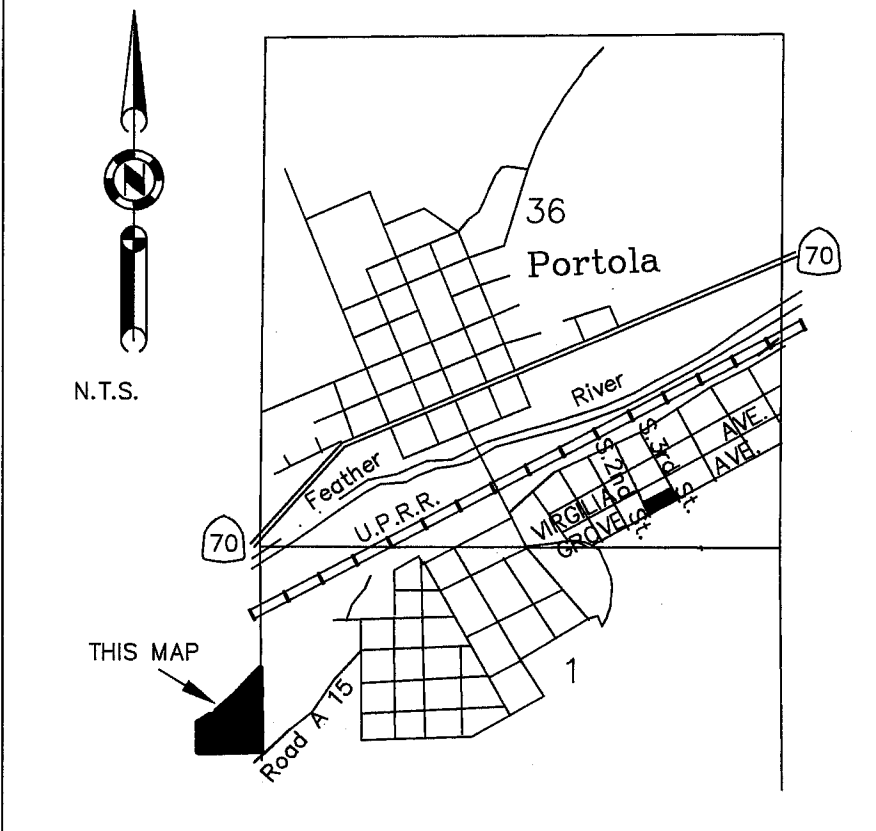 N
N.T.S.
36
Portola
70
River
Feather
U.P.R.R.
70
S. 2nd St.
S. 3rd St.
VIRGILIA AVE.
GROVE AVE.
THIS MAP
Road A 15
1